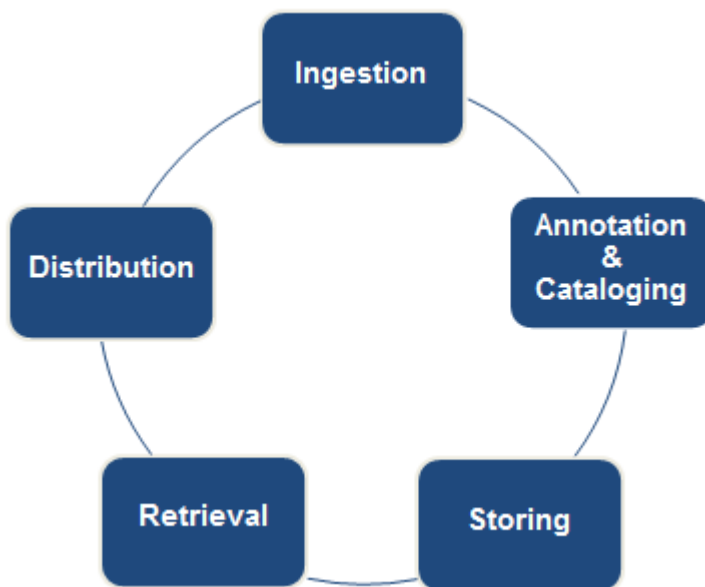 Ingestion
Annotation
&
Cataloging
Storing
Retrieval
Distribution